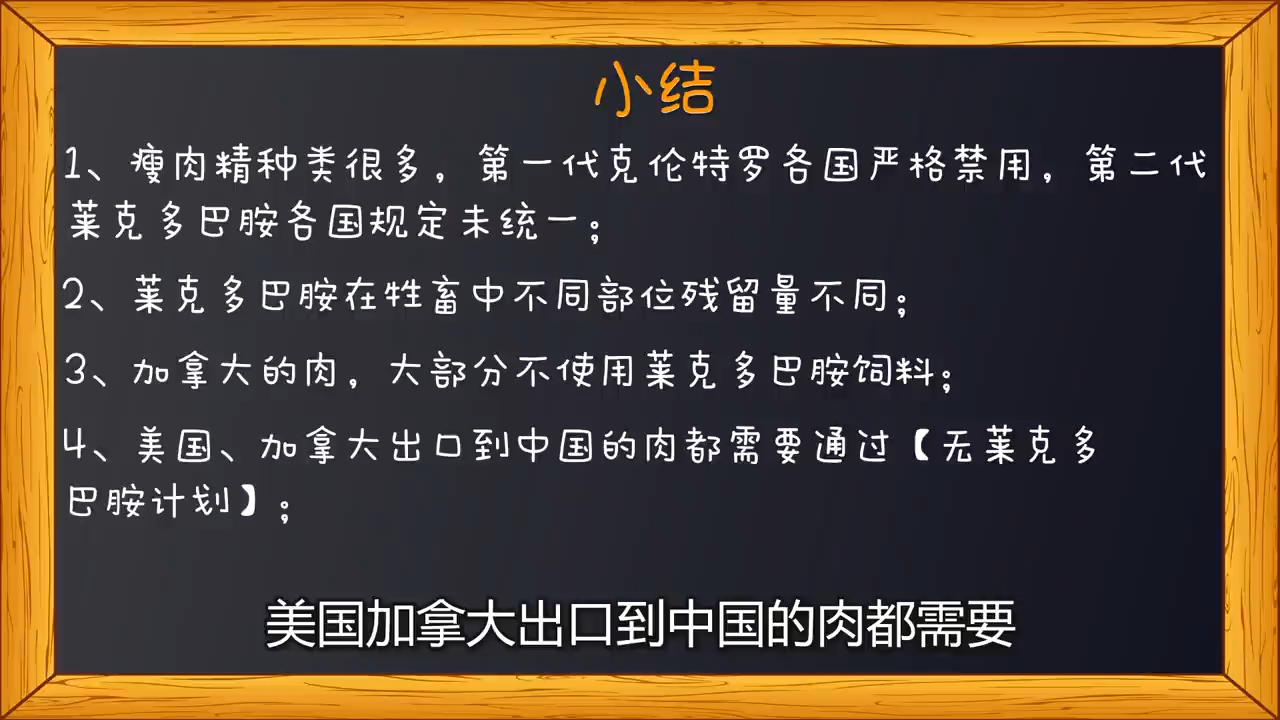 小结
1、瘦肉精种类很多，第一代克伦特罗各国严格禁用，第二代
莱克多巴胺各国规定未统一；
2、莱克多巴胺在牲畜中不同部位残留量不同；
3、加拿大的肉，大部分不使用莱克多巴胺饲料；
4、美国、加拿大出口到中国的肉都需要通过【无莱克多
巴胺计划】；
美国加拿大出口到中国的肉都需要